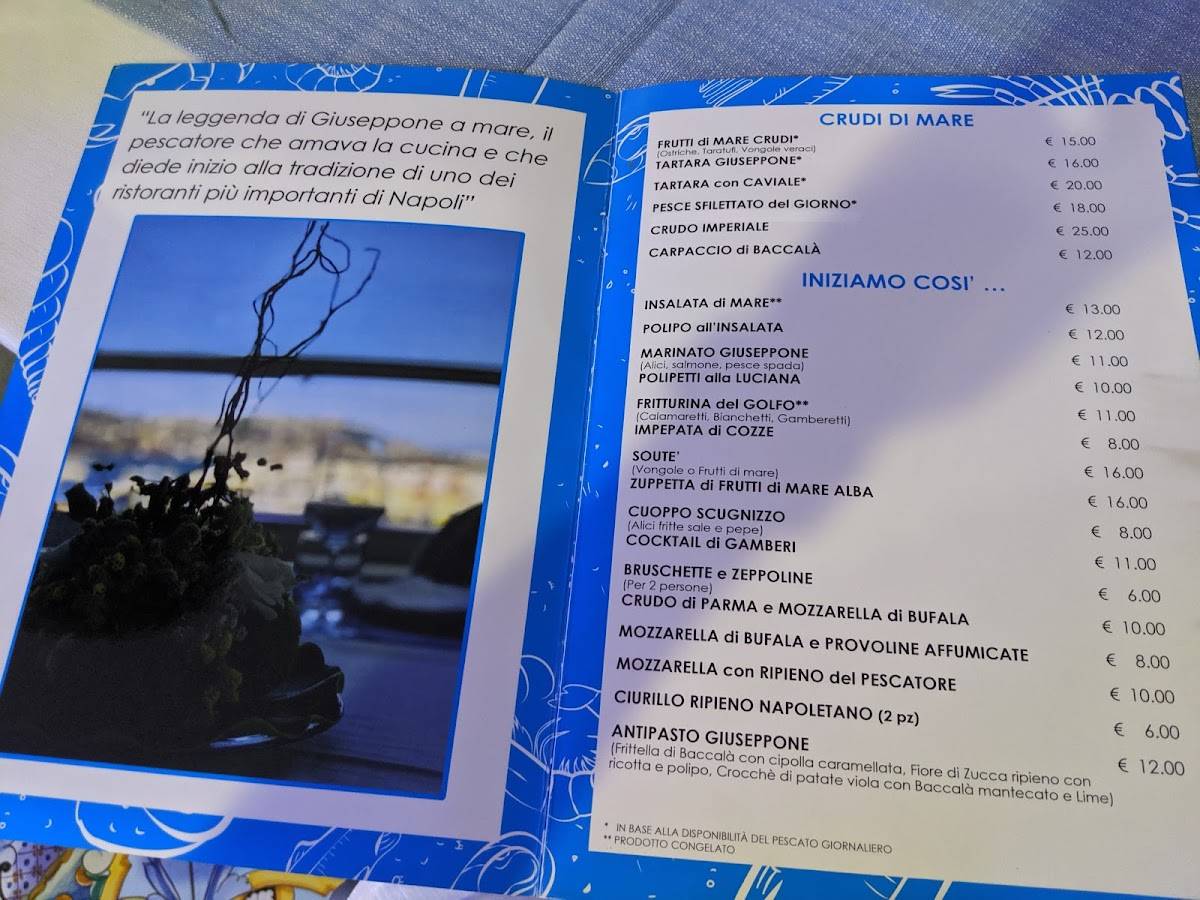 "La leggenda di Giuseppone a mare, il
pescatore che amava la cucina e che
diede inizio alla tradizione di uno dei
ristoranti più importanti di Napoli"
CRUDI DI MARE
FRUTTI di MARE CRUDI* € 15.00
(Ostriche, Taratufi, Vongole veraci)
TARTARA GIUSEPPONE* € 16.00
TARTARA con CAVIALE* € 20.00
PESCE SFILETTATO del GIORNO* € 18.00
CRUDO IMPERIALE € 25.00
CARPACCIO di BACCALÀ € 12.00
INIZIAMO COSI' ...
INSALATA di MARE** € 13.00
POLIPO all'INSALATA € 12.00
MARINATO GIUSEPPONE € 11.00
(Alici, salmone, pesce spada)
POLIPETTI alla LUCIANA € 10.00
FRITTURINA del GOLFO** € 11.00
(Calamaretti, Bianchetti, Gamberetti)
IMPEPATA di COZZE € 8.00
SOUTE' € 16.00
(Vongole o Frutti di mare)
ZUPPETTA di FRUTTI di MARE ALBA € 16.00
CUOPPO SCUGNIZZO € 8.00
(Alici fritte sale e pepe)
COCKTAIL di GAMBERI € 11.00
BRUSCHETTE e ZEPPOLINE € 6.00
(Per 2 persone)
CRUDO di PARMA e MOZZARELLA di BUFALA € 10.00
MOZZARELLA di BUFALA e PROVOLINE AFFUMICATE € 8.00
MOZZARELLA con RIPIENO del PESCATORE € 10.00
CIURILLO RIPIENO NAPOLETANO (2 pz) € 6.00
ANTIPASTO GIUSEPPONE € 12.00
(Frittella di Baccalà con cipolla caramellata, Fiore di Zucca ripieno con
ricotta e polipo, Crocchè di patate viola con Baccalà mantecato e Lime)
* IN BASE ALLA DISPONIBILITÀ DEL PESCATO GIORNALIERO
** PRODOTTO CONGELATO